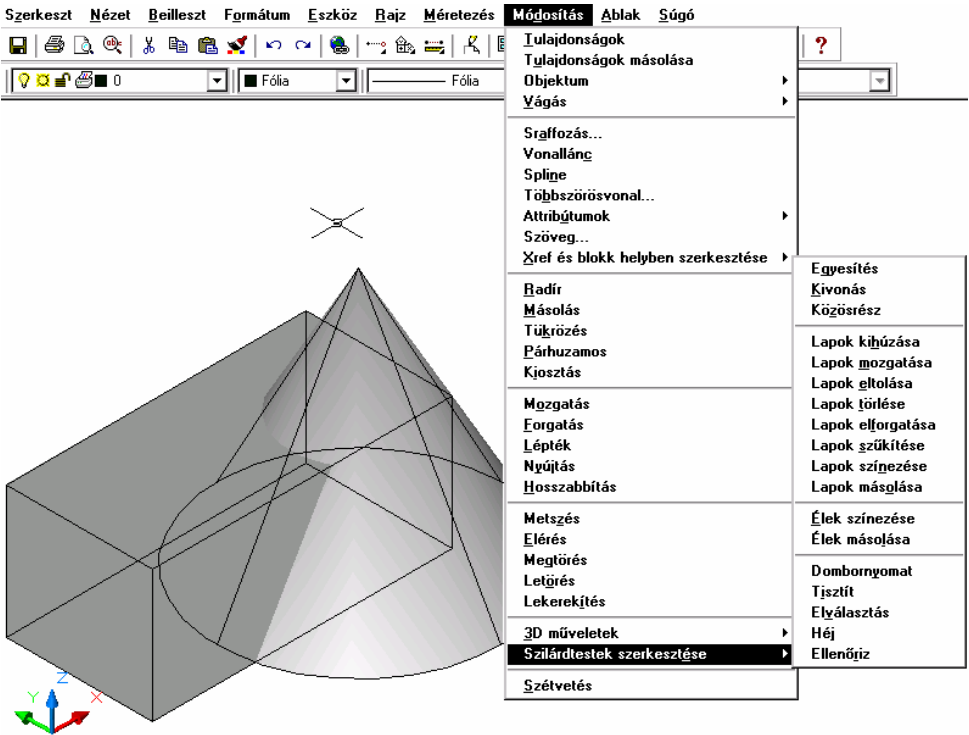 Szerkeszt Nézet Beilleszt Formátum Eszköz Rajz Méretezés Módosítás Ablak Súgó
0 Fólia Fólia
Tulajdonságok
Tulajdonságok másolása
Objektum
Vágás
Sraffozás...
Vonallánc
Spline
Többszörösvonal...
Attribútumok
Szöveg...
Xref és blokk helyben szerkesztése
Radír
Másolás
Tükrözés
Párhuzamos
Kiosztás
Mozgatás
Forgatás
Lépték
Nyújtás
Hosszabbítás
Metszés
Elérés
Megtörés
Letörés
Lekerekítés
3D műveletek
Szilárdtestek szerkesztése
Szétvetés
Egyesítés
Kivonás
Közösrész
Lapok kihúzása
Lapok mozgatása
Lapok eltolása
Lapok törlése
Lapok elforgatása
Lapok szűkítése
Lapok színezése
Lapok másolása
Élek színezése
Élek másolása
Dombornyomat
Tisztít
Elválasztás
Héj
Ellenőriz
Z
Y X